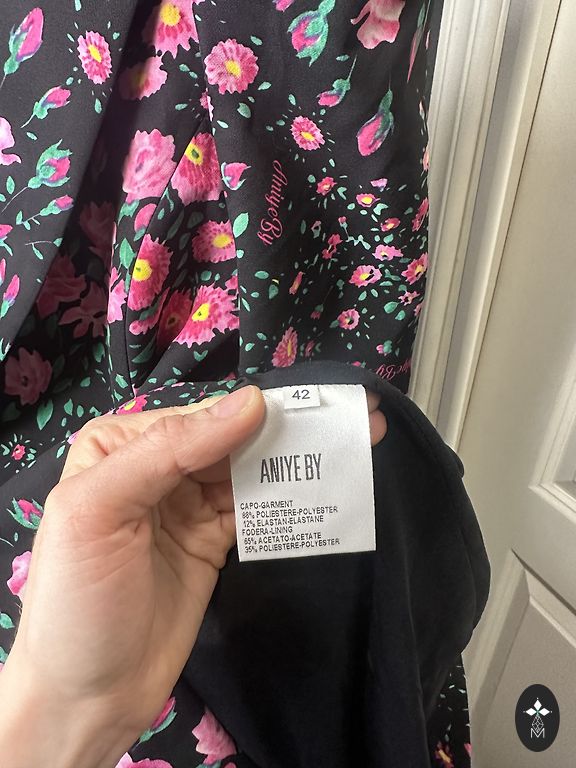 AniyeBy
AniyeBy
42
ANIYE BY
CAPO-GARMENT
88% POLIESTERE-POLYESTER
12% ELASTAN-ELASTANE
FODERA-LINING
65% ACETATO-ACETATE
35% POLIESTERE-POLYESTER
M